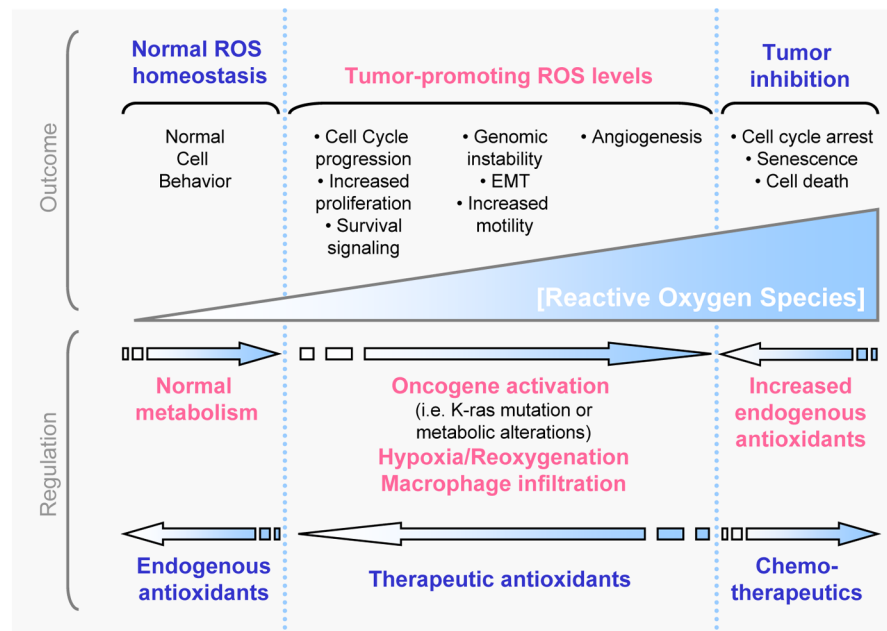 Outcome
Normal ROS
homeostasis
Normal
Cell
Behavior
Tumor-promoting ROS levels
• Cell Cycle
progression
• Increased
proliferation
• Survival
signaling
• Genomic
instability
• EMT
• Increased
motility
• Angiogenesis
Tumor
inhibition
• Cell cycle arrest
• Senescence
• Cell death
[Reactive Oxygen Species]
Regulation
Normal
metabolism
Oncogene activation
(i.e. K-ras mutation or
metabolic alterations)
Hypoxia/Reoxygenation
Macrophage infiltration
Increased
endogenous
antioxidants
Endogenous
antioxidants
Therapeutic antioxidants
Chemo-
therapeutics